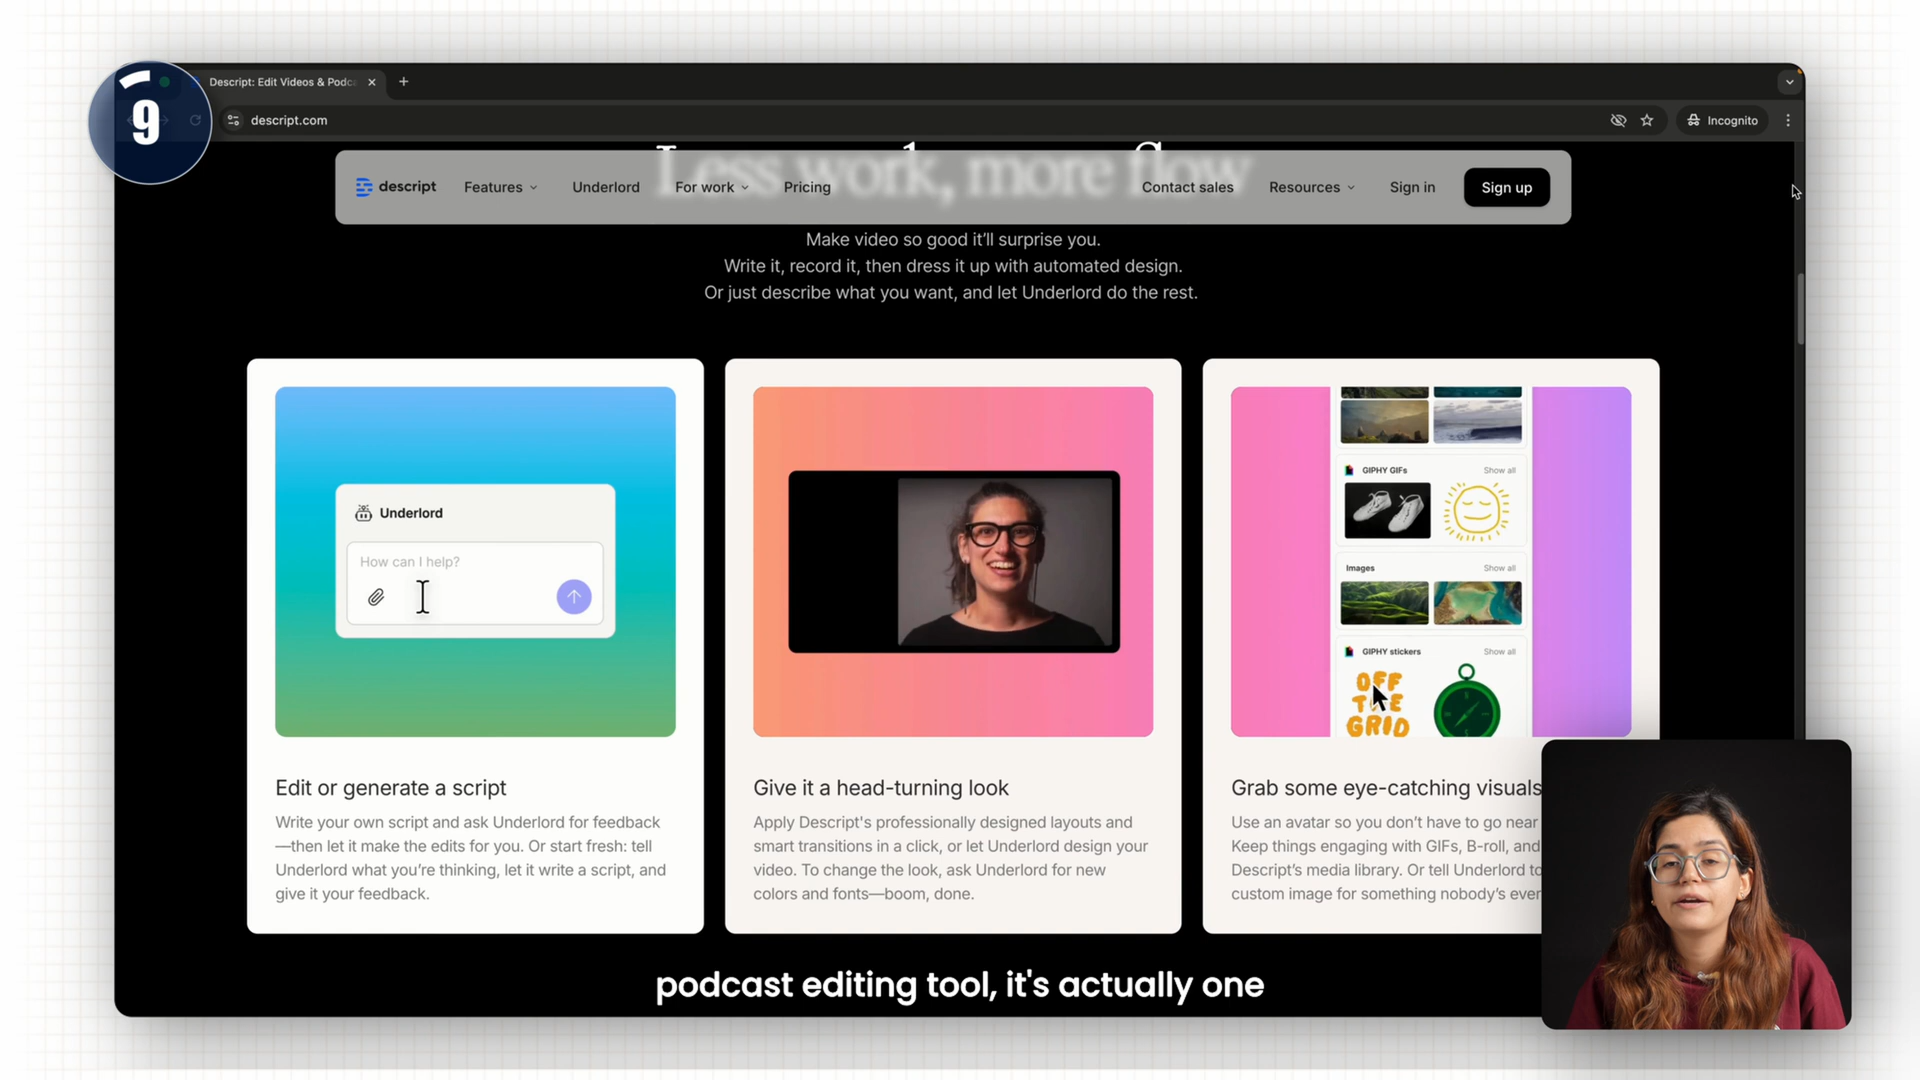 9
Descript: Edit Videos & Podc
descript.com
Incognito
Less work, more flow
descript
Features
Underlord
For work
Pricing
Contact sales
Resources
Sign in
Sign up
Make video so good it'll surprise you.
Write it, record it, then dress it up with automated design.
Or just describe what you want, and let Underlord do the rest.
Underlord
How can I help?
GIPHY GIFs
Show all
Images
Show all
GIPHY stickers
Show all
OFF
THE
GRID
Edit or generate a script
Write your own script and ask Underlord for feedback
—then let it make the edits for you. Or start fresh: tell
Underlord what you're thinking, let it write a script, and
give it your feedback.
Give it a head-turning look
Apply Descript's professionally designed layouts and
smart transitions in a click, or let Underlord design your
video. To change the look, ask Underlord for new
colors and fonts—boom, done.
Grab some eye-catching visuals
Use an avatar so you don't have to go near
Keep things engaging with GIFs, B-roll, and
Descript's media library. Or tell Underlord to
custom image for something nobody's ever
podcast editing tool, it's actually one